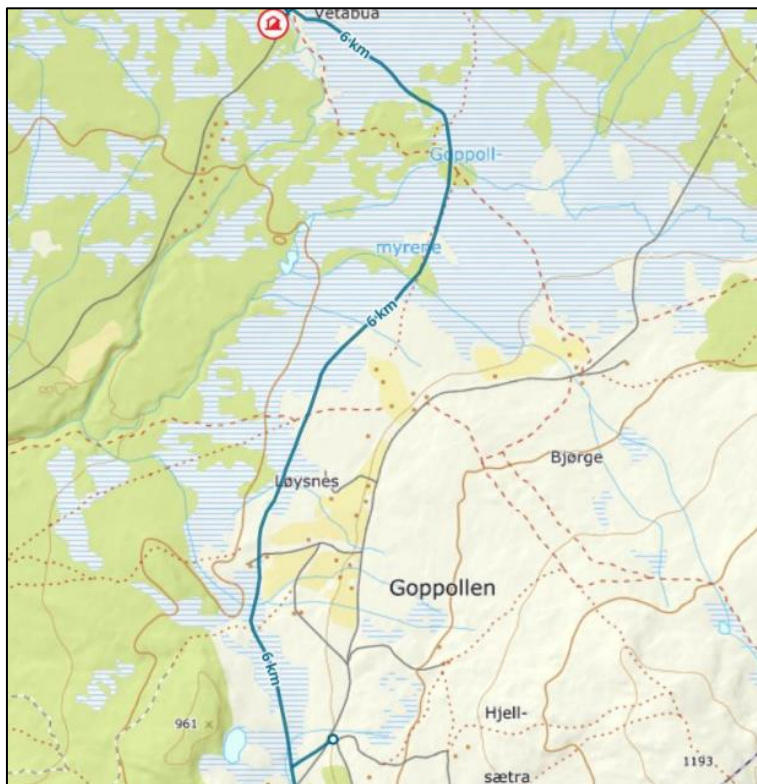 Vetabua
6 km
Goppoll-
myrene
6 km
Løysnes
Bjørge
Goppollen
6 km
961
Hjell-
sætra
1193